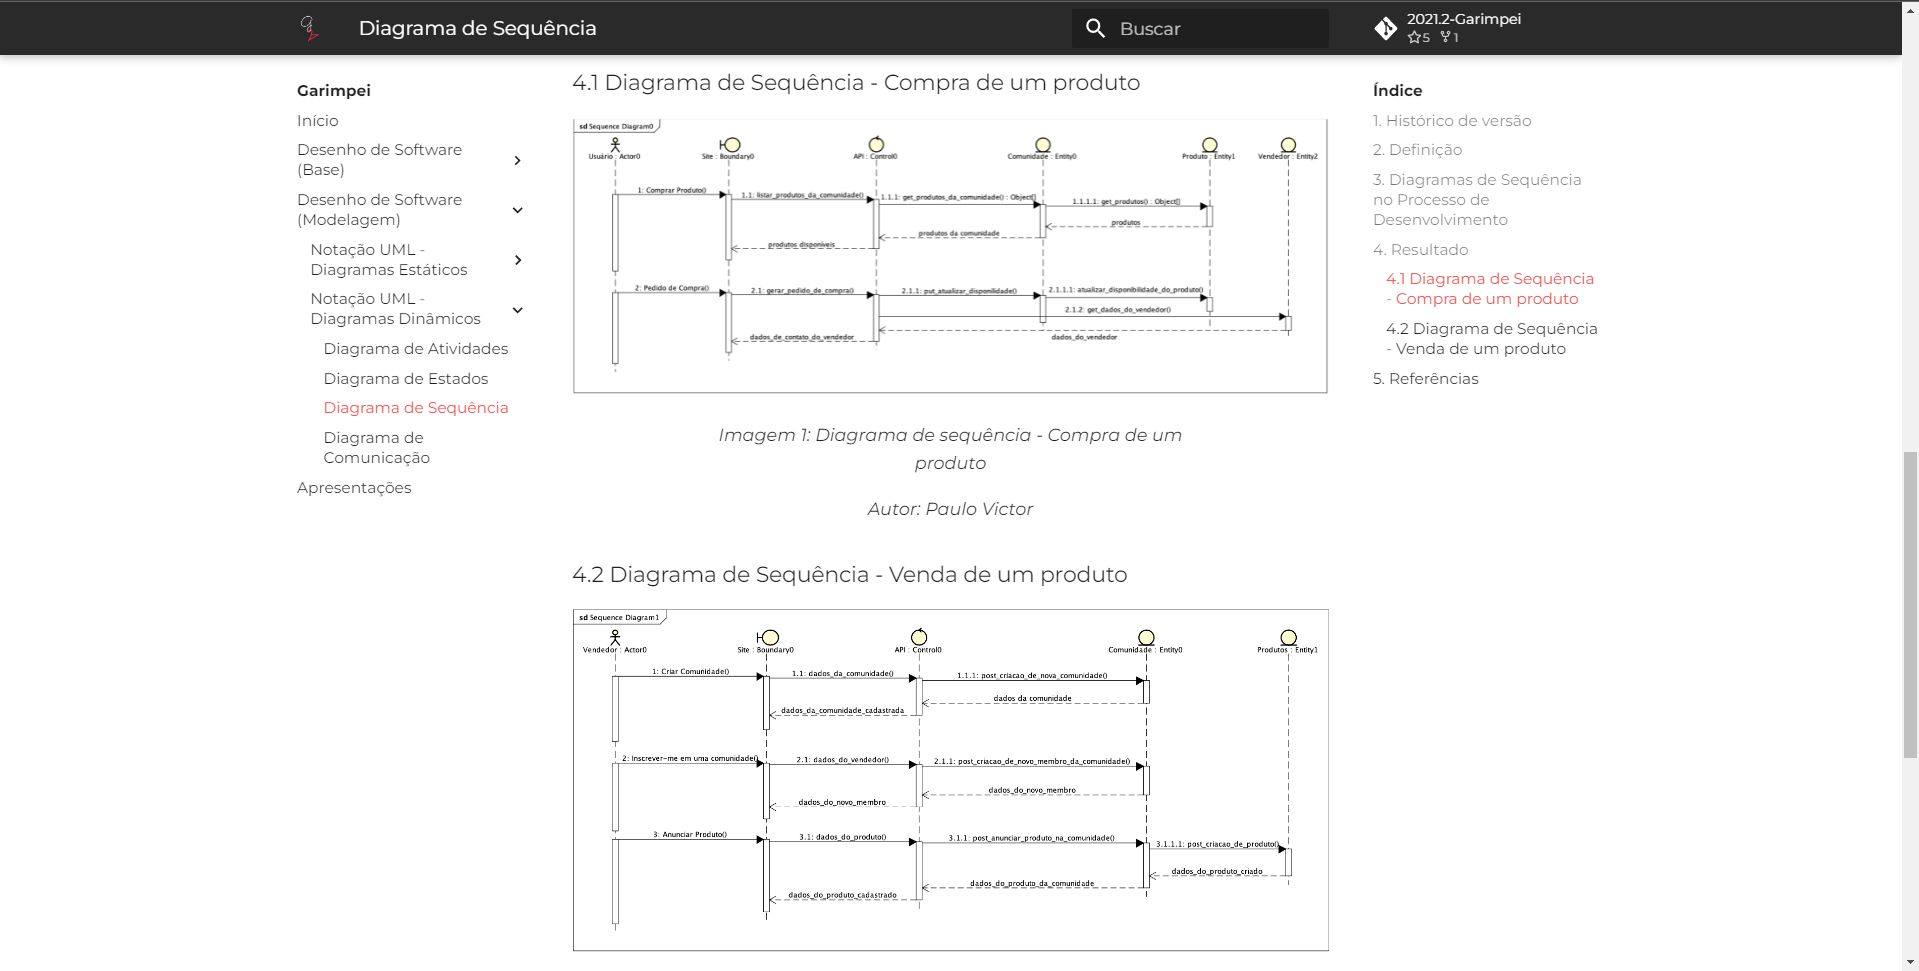 Diagrama de Sequência
Buscar
2021.2-Garimpei
5 1
Garimpei
Início
Desenho de Software
(Base)
Desenho de Software
(Modelagem)
Notação UML -
Diagramas Estáticos
Notação UML -
Diagramas Dinâmicos
Diagrama de Atividades
Diagrama de Estados
Diagrama de Sequência
Diagrama de
Comunicação
Apresentações
4.1 Diagrama de Sequência - Compra de um produto
sd Sequence Diagram0
Usuário : Actor0
Site : Boundary0
API : Control0
Comunidade : Entity0
Produto : Entity1
Vendedor : Entity2
1: Comprar Produto()
1.1: listar_produtos_da_comunidade()
1.1.1: get_produtos_da_comunidade() : Object[]
1.1.1.1: get_produtos() : Object[]
produtos
produtos da comunidade
produtos disponíveis
2: Pedido de Compra()
2.1: gerar_pedido_de_compra()
2.1.1: put_atualizar_disponilidade()
2.1.1.1: atualizar_disponibilidade_do_produto()
2.1.2: get_dados_do_vendedor()
dados_de_contato_do_vendedor
dados_do_vendedor
Imagem 1: Diagrama de sequência - Compra de um
produto
Autor: Paulo Victor
4.2 Diagrama de Sequência - Venda de um produto
sd Sequence Diagram1
Vendedor : Actor0
Site : Boundary0
API : Control0
Comunidade : Entity0
Produtos : Entity1
1: Criar Comunidade()
1.1: dados_da_comunidade()
1.1.1: post_criacao_de_nova_comunidade()
dados da comunidade
dados_da_comunidade_cadastrada
2: Inscrever-me em uma comunidade()
2.1: dados_do_vendedor()
2.1.1: post_criacao_de_novo_membro_da_comunidade()
dados_do_novo_membro
dados_do_novo_membro
3: Anunciar Produto()
3.1: dados_do_produto()
3.1.1: post_anunciar_produto_na_comunidade()
3.1.1.1: post_criacao_de_produto()
dados_do_produto_criado
dados_do_produto_da_comunidade
dados_do_produto_cadastrado
Índice
1. Histórico de versão
2. Definição
3. Diagramas de Sequência
no Processo de
Desenvolvimento
4. Resultado
4.1 Diagrama de Sequência
- Compra de um produto
4.2 Diagrama de Sequência
- Venda de um produto
5. Referências